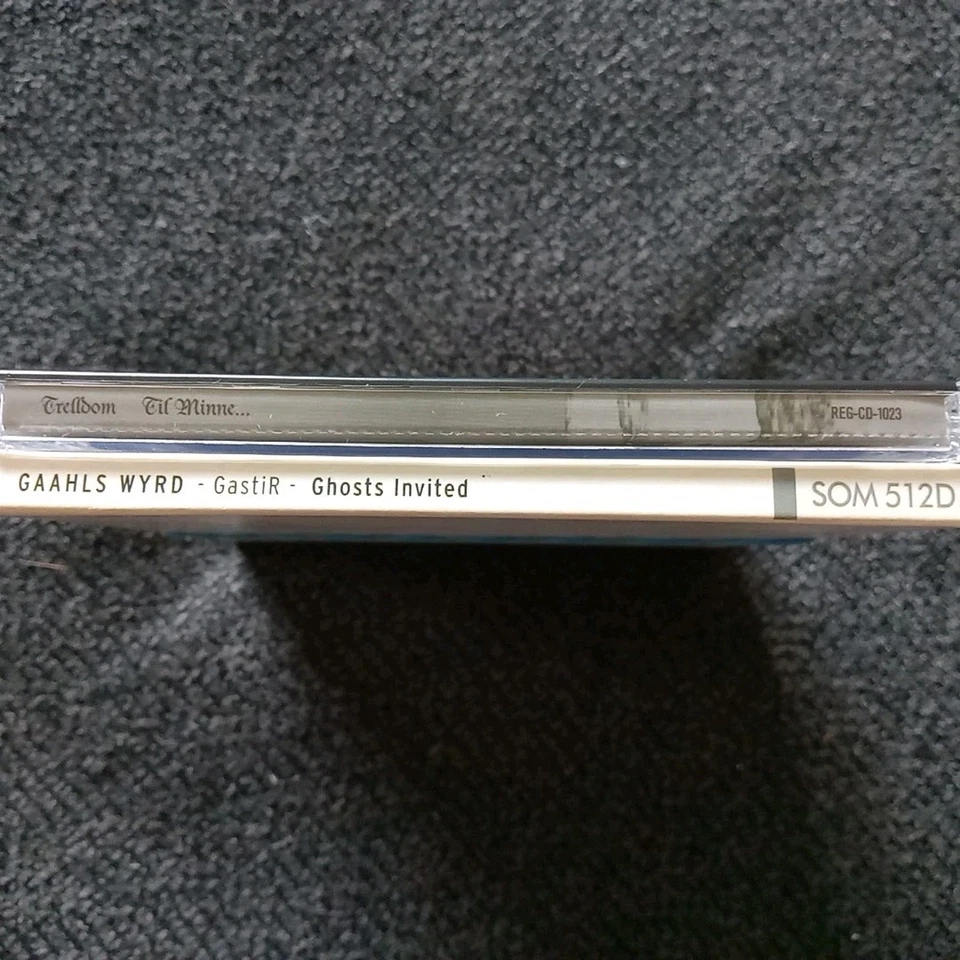 Trelldom Til Minne... REG-CD-1023
GAAHLS WYRD - GastiR - Ghosts Invited SOM 512D